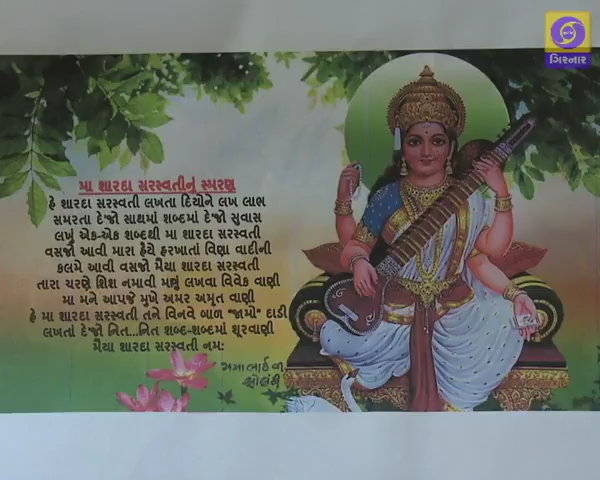 ગિરનાર
મા શારદા સરસ્વતીનું સ્મરણ
હે શારદા સરસ્વતી લખતા દિયોને લખ લાભ
સમરતા દેજો સાથમાં શબ્દમાં દેજો સુવાસ
લખું એક-એક શબ્દથી મા શારદા સરસ્વતી
વસજો આવી મારા હૈયે હરખાતાં વિણા વાદીની
કલમે આવી વસજો મૈયા શારદા સરસ્વતી
તારા ચરણે શિશ નમાવી માંગુ લખવા વિવેક વાણી
મા મને આપજે મુખે અમર અમૃત વાણી
હે મા શારદા સરસ્વતી તને વિનવે બાળ "જામો" દાડી
લખતાં દેજો નિત...નિત શબ્દ-શબ્દમાં શૂરવાણી
મૈયા શારદા સરસ્વતી નમઃ
સોલંકી